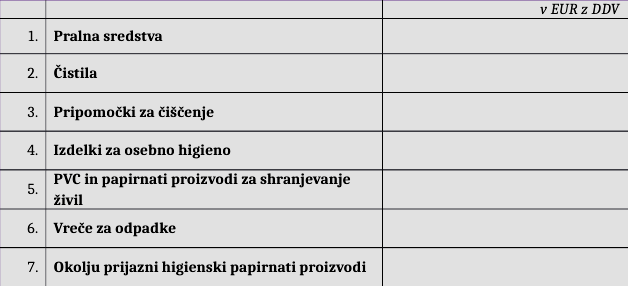 v EUR z DDV
1. Pralna sredstva
2. Čistila
3. Pripomočki za čiščenje
4. Izdelki za osebno higieno
5. PVC in papirnati proizvodi za shranjevanje
živil
6. Vreče za odpadke
7. Okolju prijazni higienski papirnati proizvodi